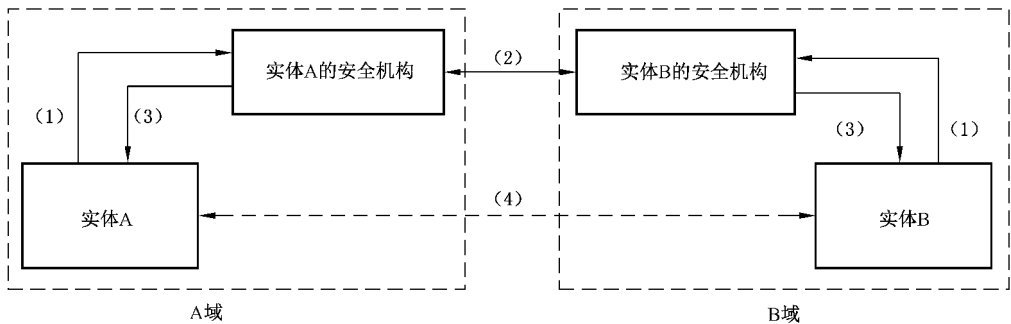 实体A的安全机构
(2)
实体B的安全机构
(1)
(3)
(3)
(1)
实体A
(4)
实体B
A域
B域